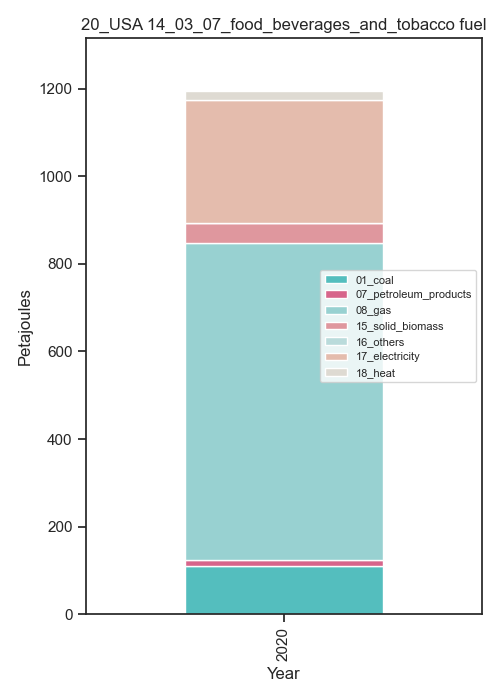 20_USA 14_03_07_food_beverages_and_tobacco fuel
1200
1000
800
600
400
200
0
Petajoules
01_coal
07_petroleum_products
08_gas
15_solid_biomass
16_others
17_electricity
18_heat
2020
Year